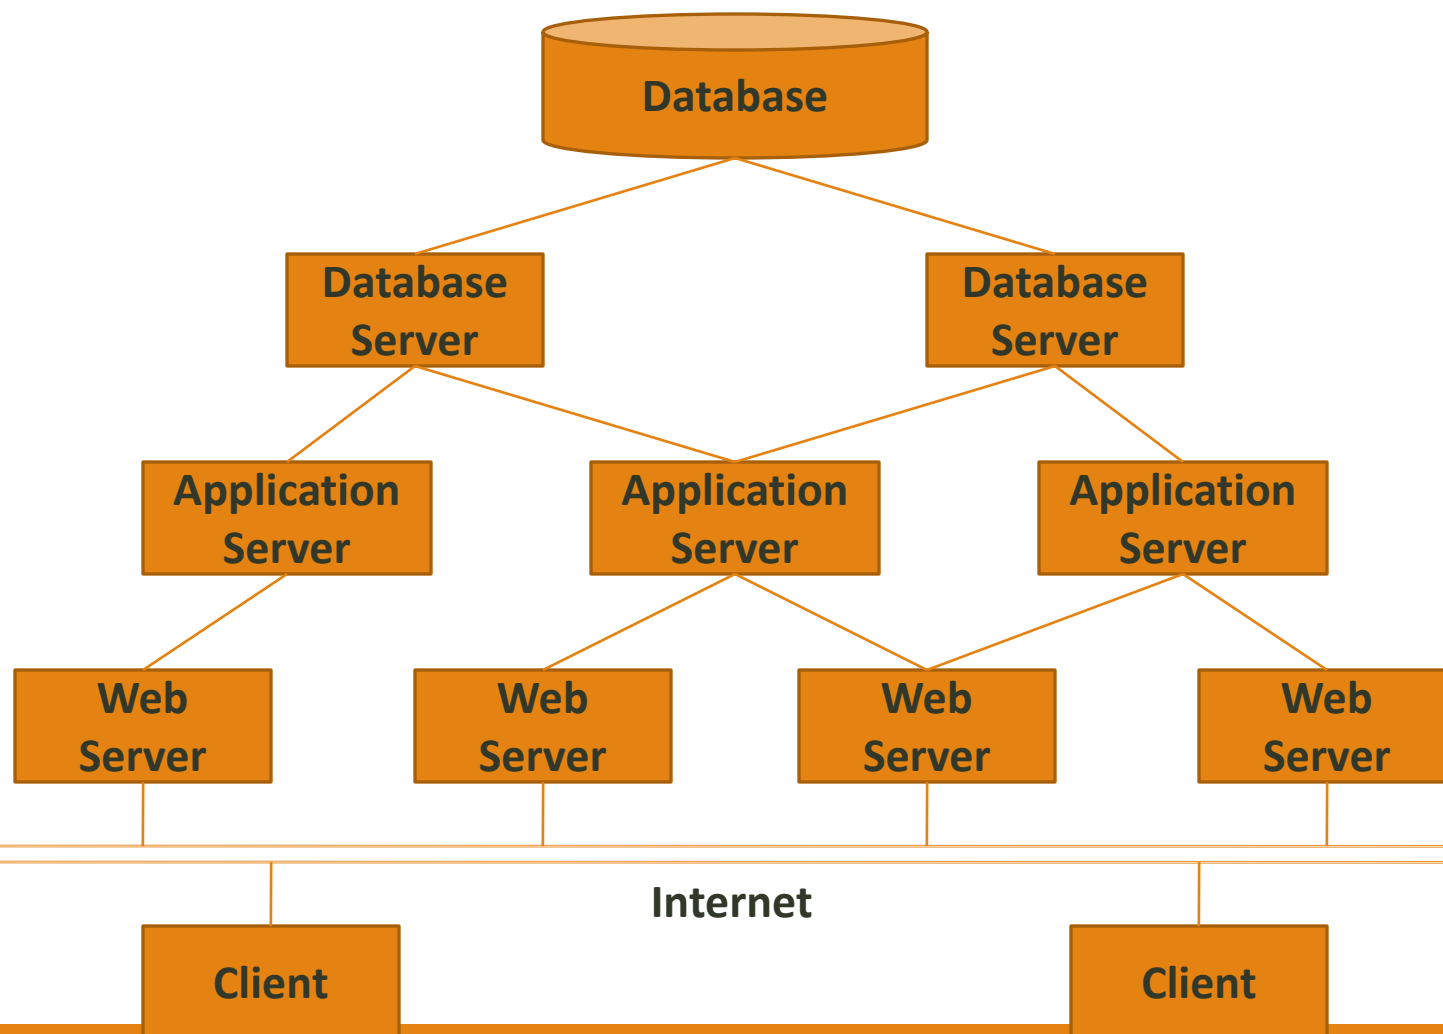 Database
Database
Server
Database
Server
Application
Server
Application
Server
Application
Server
Web
Server
Web
Server
Web
Server
Web
Server
Internet
Client
Client